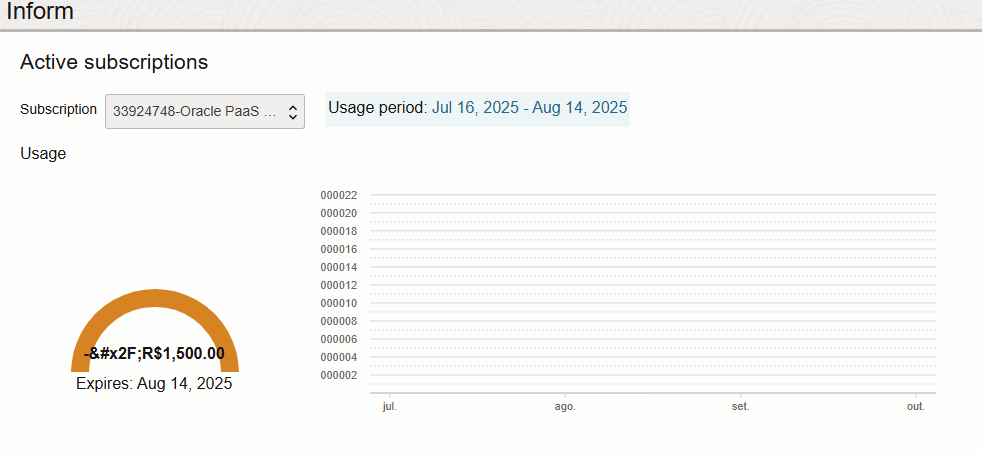 Inform
Active subscriptions
Subscription 33924748-Oracle PaaS ... Usage period: Jul 16, 2025 - Aug 14, 2025
Usage
000022
000020
000018
000016
000014
000012
000010
000008
000006
000004
000002
jul. ago. set. out.
-&#x2F;R$1,500.00
Expires: Aug 14, 2025